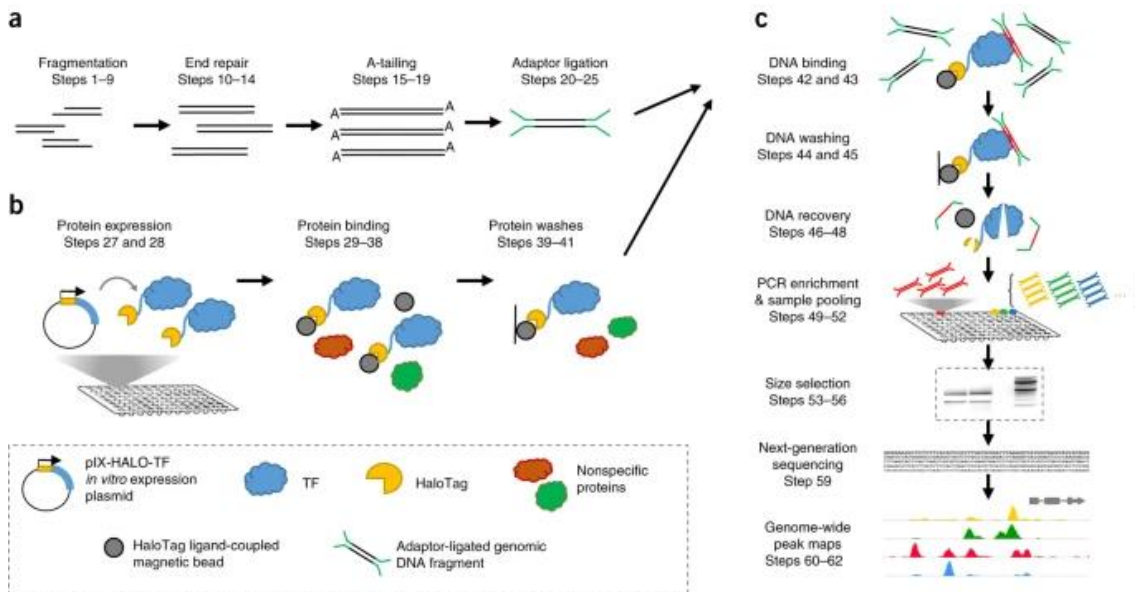 a
Fragmentation
Steps 1–9
End repair
Steps 10–14
A-tailing
Steps 15–19
Adaptor ligation
Steps 20–25
A
A
A
A
A
A
b
Protein expression
Steps 27 and 28
Protein binding
Steps 29–38
Protein washes
Steps 39–41
pIX-HALO-TF
in vitro expression
plasmid
TF
HaloTag
Nonspecific
proteins
HaloTag ligand-coupled
magnetic bead
Adaptor-ligated genomic
DNA fragment
c
DNA binding
Steps 42 and 43
DNA washing
Steps 44 and 45
DNA recovery
Steps 46–48
PCR enrichment
& sample pooling
Steps 49–52
...
Size selection
Steps 53–56
Next-generation
sequencing
Step 59
Genome-wide
peak maps
Steps 60–62